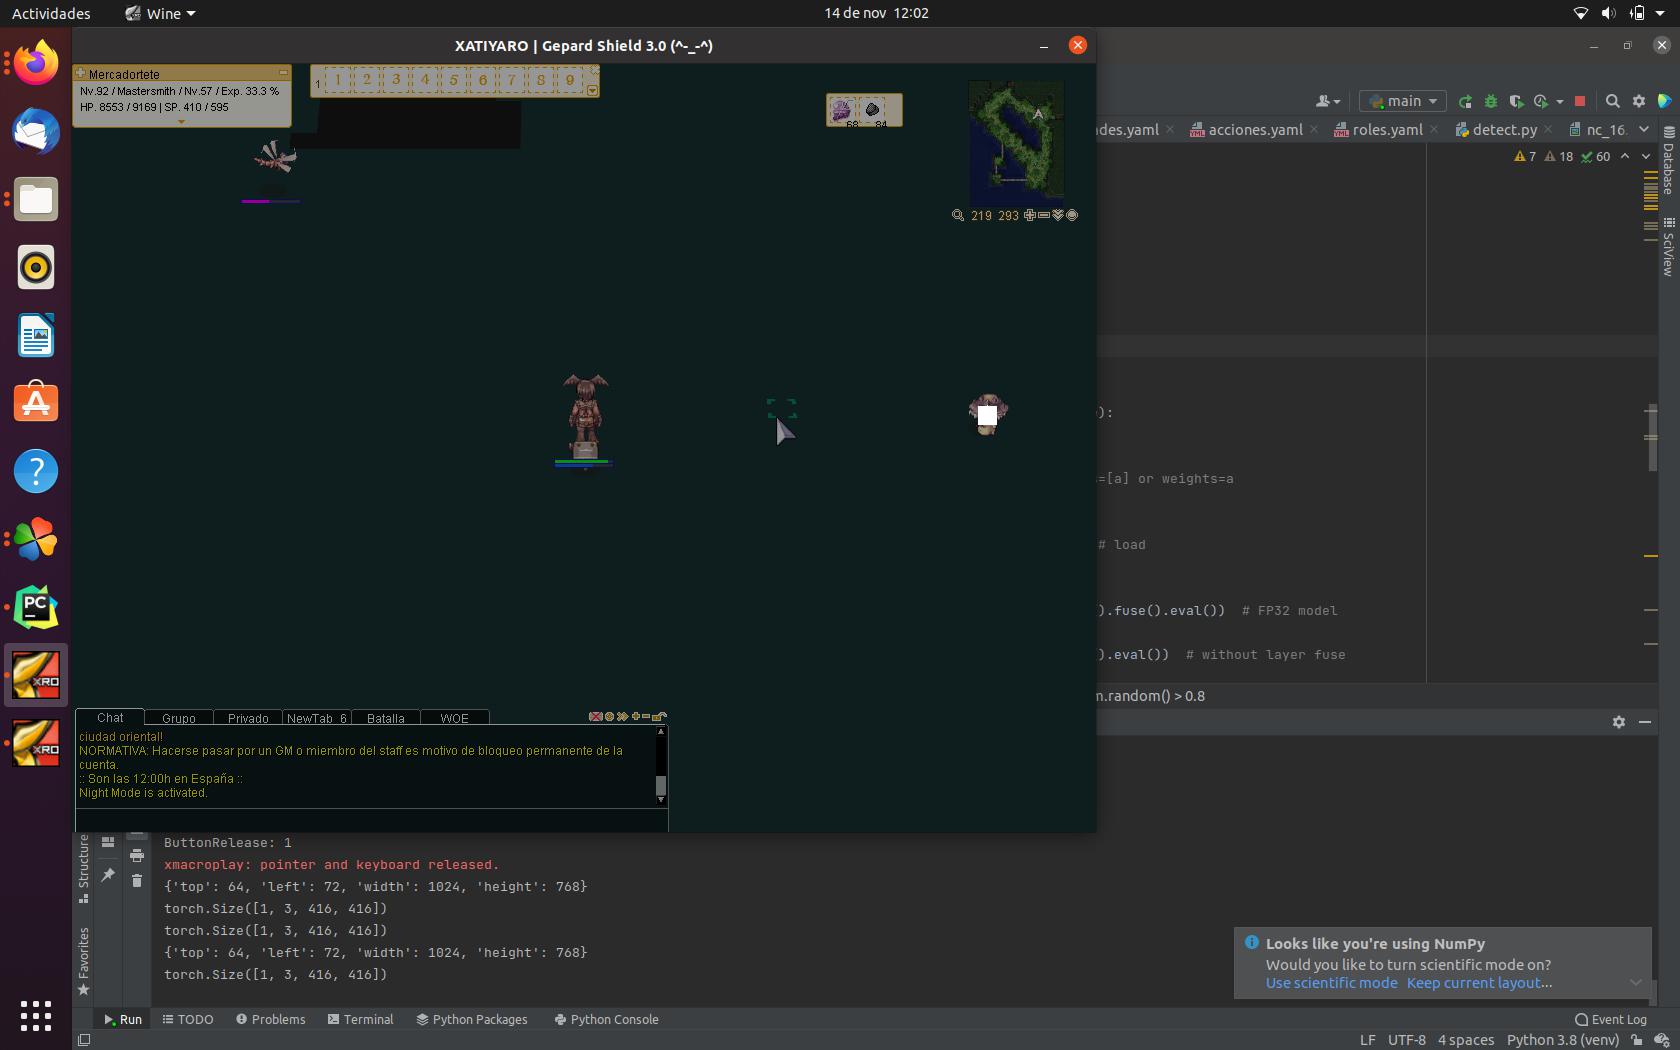 Actividades
Wine
14 de nov 12:02
XATIYARO | Gepard Shield 3.0 (^-_-^)
Mercadortete
Nv.92 / Mastersmith / Nv.57 / Exp. 33.3 %
HP. 8553 / 9169 | SP. 410 / 595
1 1 2 3 4 5 6 7 8 9
68 84
A
219 293
main
des.yaml
acciones.yaml
roles.yaml
detect.py
nc_16.
7 18 60
Database
SciView
):
s=[a] or weights=a
# load
).fuse().eval()) # FP32 model
).eval()) # without layer fuse
m.random() > 0.8
PC
XRO
XRO
Chat Grupo Privado NewTab 6 Batalla WOE
ciudad oriental!
NORMATIVA: Hacerse pasar por un GM o miembro del staff es motivo de bloqueo permanente de la
cuenta.
:: Son las 12:00h en España ::
Night Mode is activated.
Structure
Favorites
ButtonRelease: 1
xmacroplay: pointer and keyboard released.
{'top': 64, 'left': 72, 'width': 1024, 'height': 768}
torch.Size([1, 3, 416, 416])
torch.Size([1, 3, 416, 416])
{'top': 64, 'left': 72, 'width': 1024, 'height': 768}
torch.Size([1, 3, 416, 416])
Looks like you're using NumPy
Would you like to turn scientific mode on?
Use scientific mode Keep current layout...
Run TODO Problems Terminal Python Packages Python Console
Event Log
LF UTF-8 4 spaces Python 3.8 (venv)